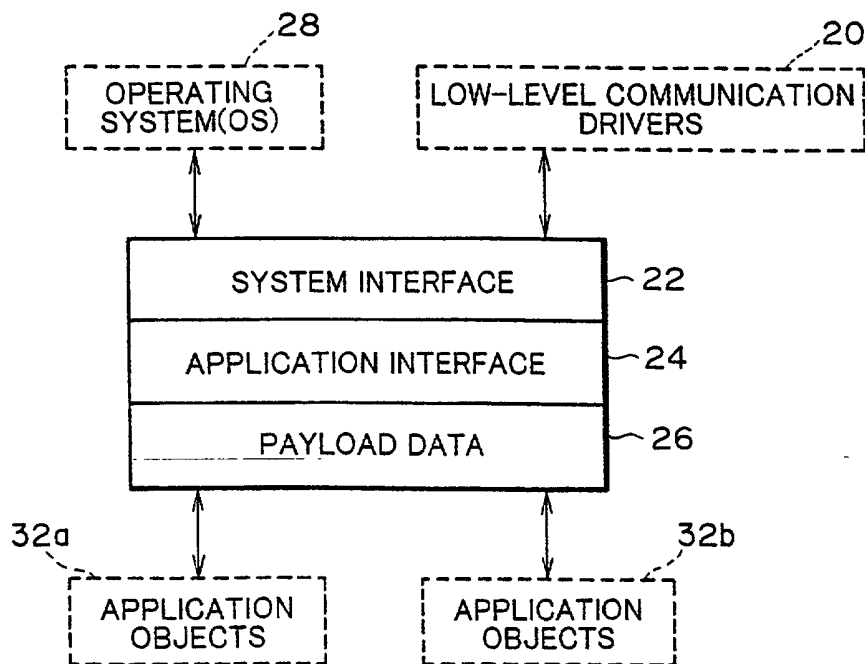 28
20
OPERATING
SYSTEM(OS)
LOW-LEVEL COMMUNICATION
DRIVERS
SYSTEM INTERFACE
22
APPLICATION INTERFACE
24
PAYLOAD DATA
26
32a
32b
APPLICATION
OBJECTS
APPLICATION
OBJECTS